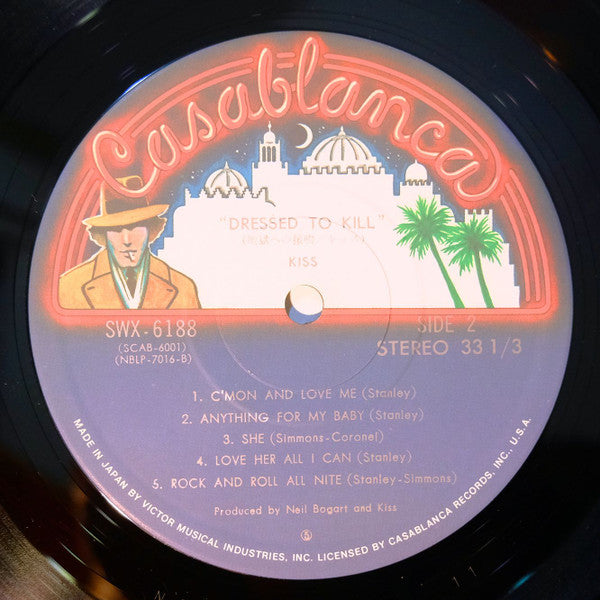 Casablanca
"DRESSED TO KILL"
KISS
SWX-6188
(SCAB-6001)
(NBLP-7016-B)
SIDE 2
STEREO 33 1/3
1. C'MON AND LOVE ME (Stanley)
2. ANYTHING FOR MY BABY (Stanley)
3. SHE (Simmons-Coronel)
4. LOVE HER ALL I CAN (Stanley)
5. ROCK AND ROLL ALL NITE (Stanley-Simmons)
Produced by Neil Bogart and Kiss
MADE IN JAPAN BY VICTOR MUSICAL INDUSTRIES, INC. LICENSED BY CASABLANCA RECORDS, INC., U.S.A.